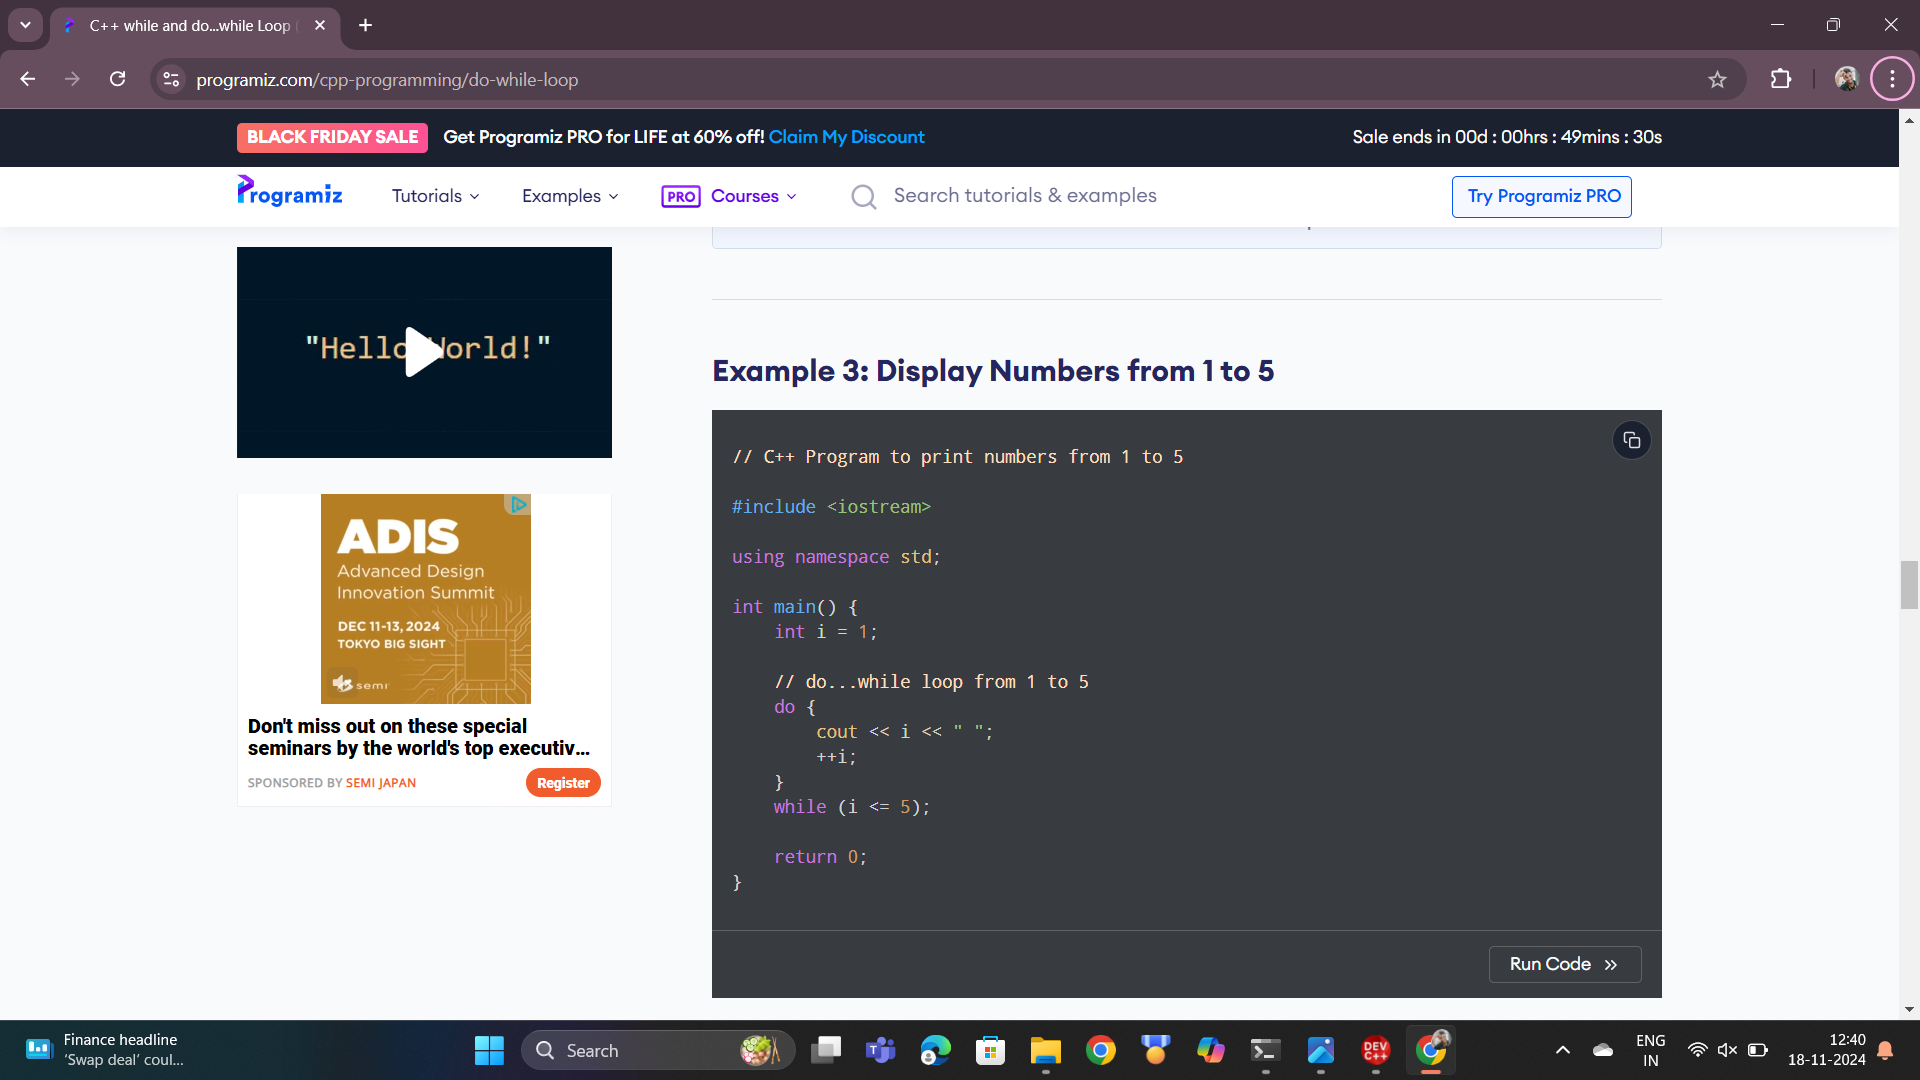 C++ while and do...while Loop
programiz.com/cpp-programming/do-while-loop
BLACK FRIDAY SALE Get Programiz PRO for LIFE at 60% off! Claim My Discount Sale ends in 00d : 00hrs : 49mins : 30s
Programiz Tutorials Examples PRO Courses Search tutorials & examples Try Programiz PRO
Example 3: Display Numbers from 1 to 5
// C++ Program to print numbers from 1 to 5
#include <iostream>
using namespace std;
int main() {
int i = 1;
// do...while loop from 1 to 5
do {
cout << i << " ";
++i;
}
while (i <= 5);
return 0;
}
Run Code »
"Hello World!"
ADIS
Advanced Design
Innovation Summit
DEC 11-13, 2024
TOKYO BIG SIGHT
semi
Don't miss out on these special
seminars by the world's top executiv...
SPONSORED BY SEMI JAPAN Register
Finance headline
'Swap deal' coul...
Search
DEV
C++
ENG
IN
12:40
18-11-2024